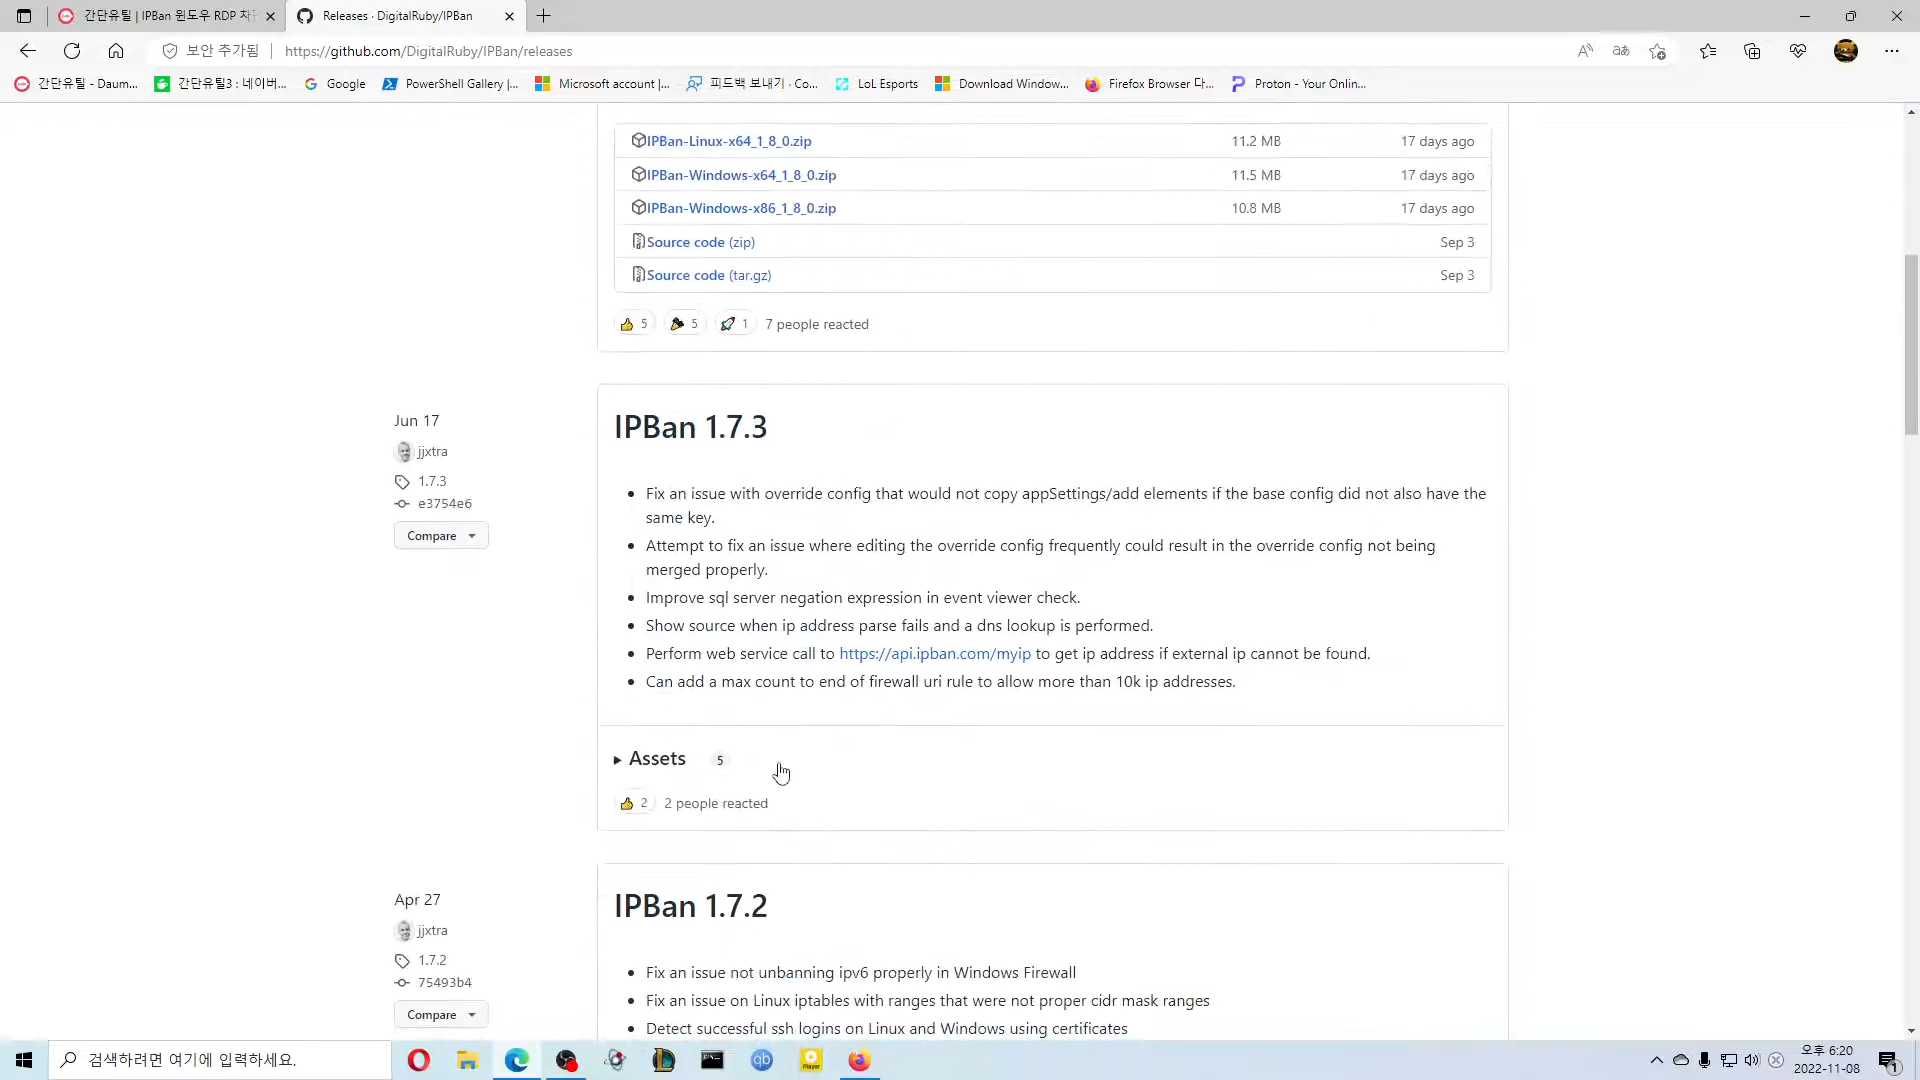 간단유틸 | IPBan 윈도우 RDP 차
Releases · DigitalRuby/IPBan
보안 추가됨
https://github.com/DigitalRuby/IPBan/releases
간단유틸 - Daum...
간단유틸3 : 네이버...
Google
PowerShell Gallery |...
Microsoft account |...
피드백 보내기 · Co...
LoL Esports
Download Window...
Firefox Browser 다...
Proton - Your Onlin...
IPBan-Linux-x64_1_8_0.zip 11.2 MB 17 days ago
IPBan-Windows-x64_1_8_0.zip 11.5 MB 17 days ago
IPBan-Windows-x86_1_8_0.zip 10.8 MB 17 days ago
Source code (zip) Sep 3
Source code (tar.gz) Sep 3
5 5 1 7 people reacted
Jun 17
jjxtra
1.7.3
e3754e6
Compare
IPBan 1.7.3
Fix an issue with override config that would not copy appSettings/add elements if the base config did not also have the
same key.
Attempt to fix an issue where editing the override config frequently could result in the override config not being
merged properly.
Improve sql server negation expression in event viewer check.
Show source when ip address parse fails and a dns lookup is performed.
Perform web service call to https://api.ipban.com/myip to get ip address if external ip cannot be found.
Can add a max count to end of firewall uri rule to allow more than 10k ip addresses.
Assets 5
2 2 people reacted
Apr 27
jjxtra
1.7.2
75493b4
Compare
IPBan 1.7.2
Fix an issue not unbanning ipv6 properly in Windows Firewall
Fix an issue on Linux iptables with ranges that were not proper cidr mask ranges
Detect successful ssh logins on Linux and Windows using certificates
검색하려면 여기에 입력하세요.
오후 6:20
2022-11-08
1